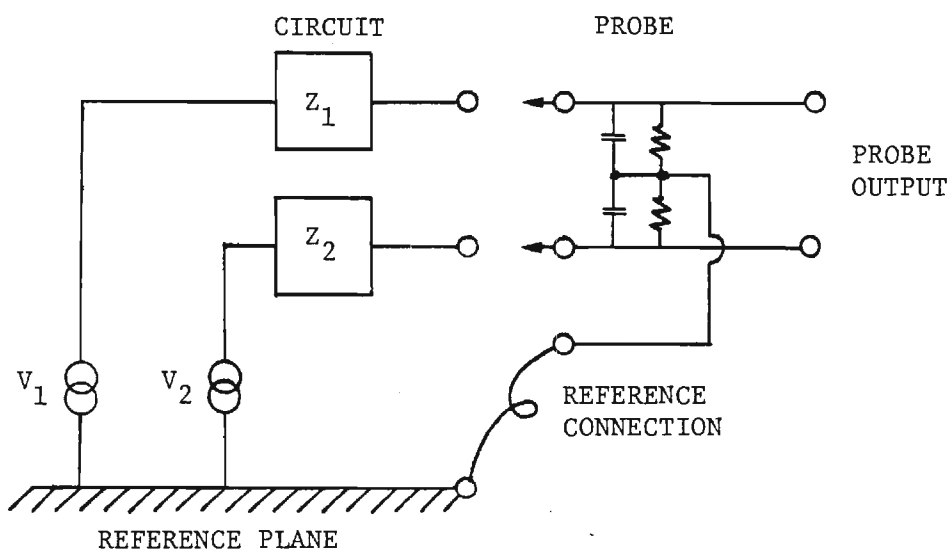 CIRCUIT
PROBE
Z1
PROBE
OUTPUT
Z2
V1
V2
REFERENCE
CONNECTION
REFERENCE PLANE